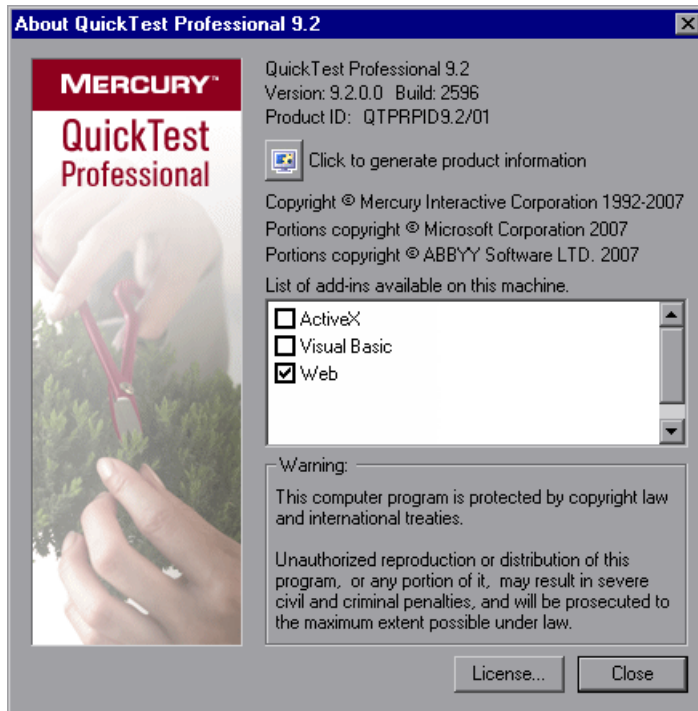 About QuickTest Professional 9.2
MERCURY™
QuickTest
Professional
QuickTest Professional 9.2
Version: 9.2.0.0 Build: 2596
Product ID: QTPRPID9.2/01
Click to generate product information
Copyright © Mercury Interactive Corporation 1992-2007
Portions copyright © Microsoft Corporation 2007
Portions copyright © ABBYY Software LTD. 2007
List of add-ins available on this machine.
ActiveX
Visual Basic
Web
Warning:
This computer program is protected by copyright law
and international treaties.
Unauthorized reproduction or distribution of this
program, or any portion of it, may result in severe
civil and criminal penalties, and will be prosecuted to
the maximum extent possible under law.
License...
Close